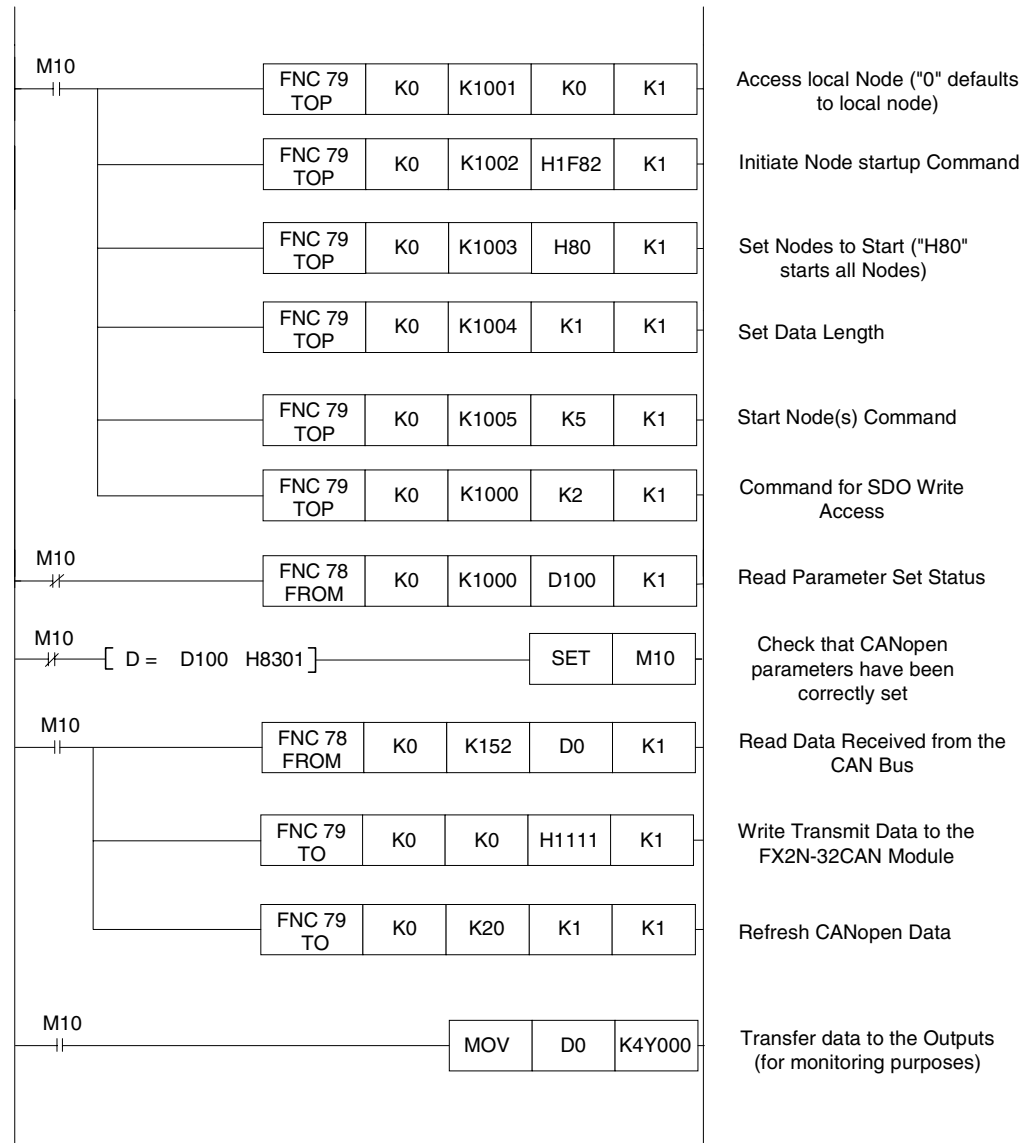 M10
FNC 79 TOP K0 K1001 K0 K1
Access local Node ("0" defaults
to local node)
FNC 79 TOP K0 K1002 H1F82 K1
Initiate Node startup Command
FNC 79 TOP K0 K1003 H80 K1
Set Nodes to Start ("H80"
starts all Nodes)
FNC 79 TOP K0 K1004 K1 K1
Set Data Length
FNC 79 TOP K0 K1005 K5 K1
Start Node(s) Command
FNC 79 TOP K0 K1000 K2 K1
Command for SDO Write
Access
M10
FNC 78 FROM K0 K1000 D100 K1
Read Parameter Set Status
M10
[ D = D100 H8301 ] SET M10
Check that CANopen
parameters have been
correctly set
M10
FNC 78 FROM K0 K152 D0 K1
Read Data Received from the
CAN Bus
FNC 79 TO K0 K0 H1111 K1
Write Transmit Data to the
FX2N-32CAN Module
FNC 79 TO K0 K20 K1 K1
Refresh CANopen Data
M10
MOV D0 K4Y000
Transfer data to the Outputs
(for monitoring purposes)